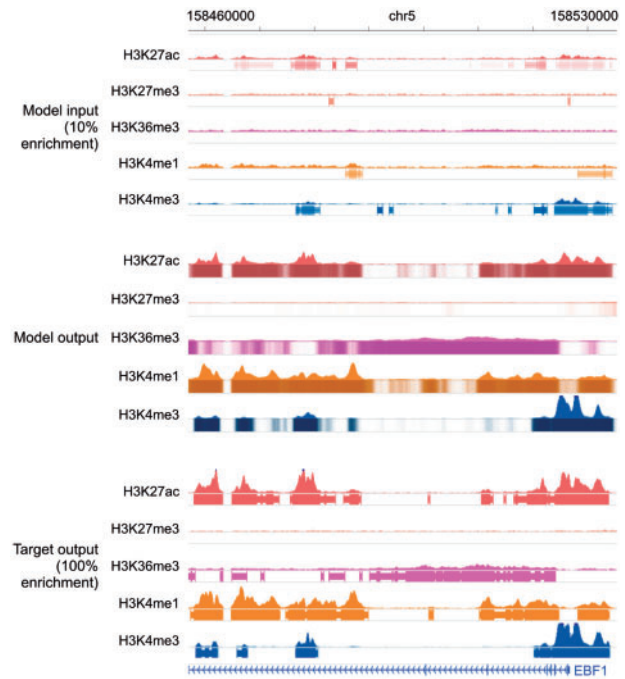 158460000 chr5 158530000
H3K27ac
H3K27me3
Model input
(10%
enrichment)
H3K36me3
H3K4me1
H3K4me3
H3K27ac
H3K27me3
Model output
H3K36me3
H3K4me1
H3K4me3
H3K27ac
H3K27me3
Target output
(100%
enrichment)
H3K36me3
H3K4me1
H3K4me3
EBF1